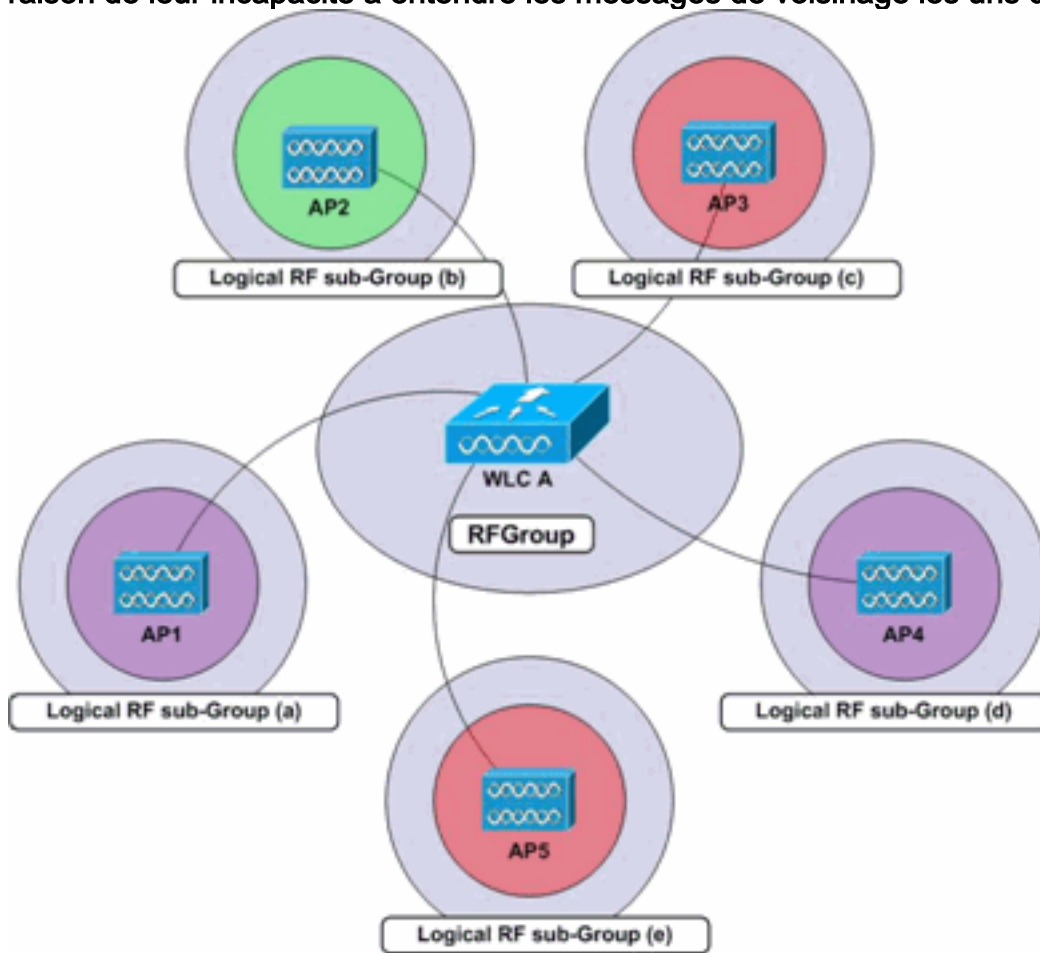 raison de leur incapacité à entendre les messages de voisinage les uns
AP2
Logical RF sub-Group (b)
AP3
Logical RF sub-Group (c)
WLC A
RFGroup
AP1
Logical RF sub-Group (a)
AP4
Logical RF sub-Group (d)
AP5
Logical RF sub-Group (e)